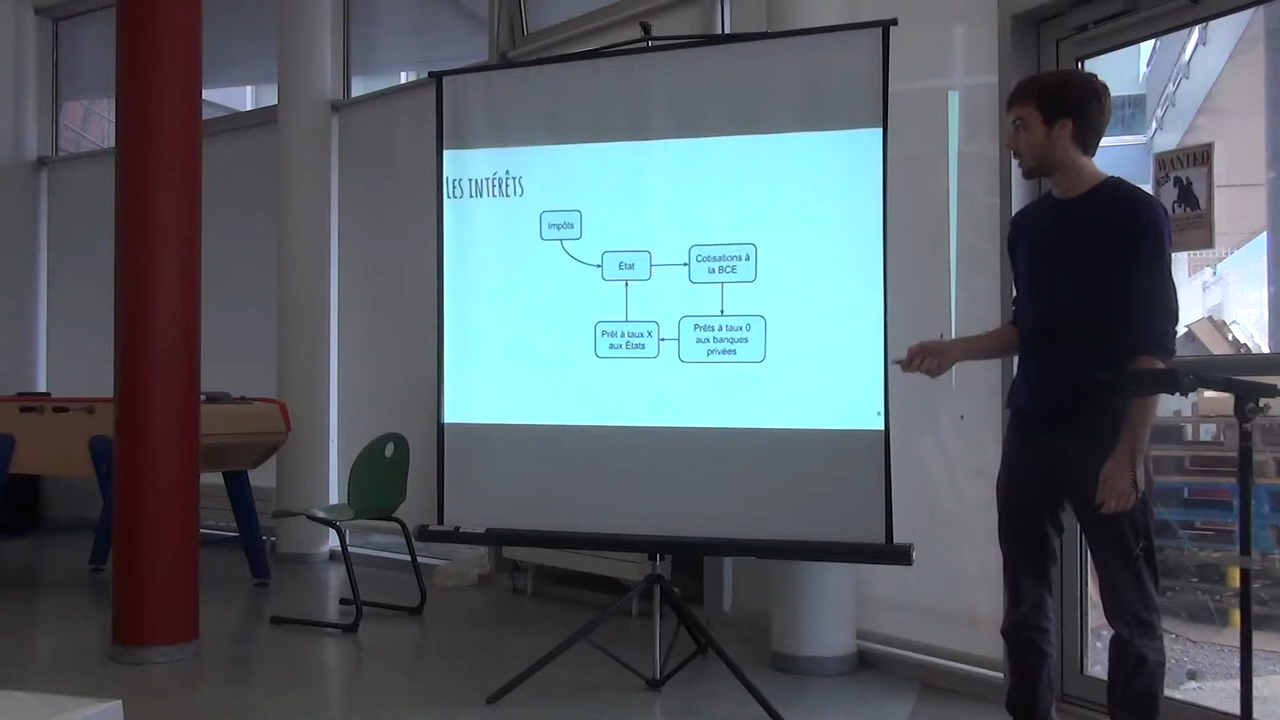 Les intérêts
Impôts
État
Cotisations à
la BCE
Prêt à taux X
aux États
Prêts à taux 0
aux banques
privées
WANTED